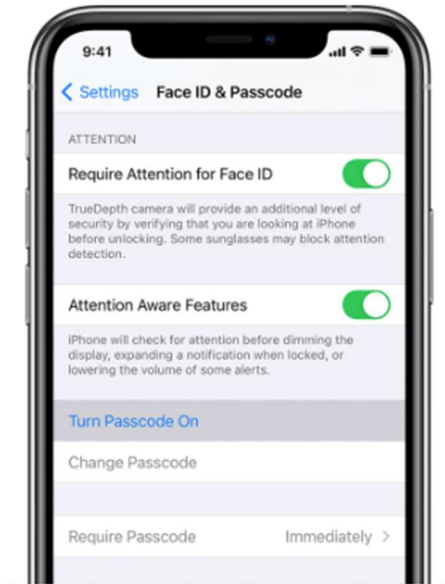 9:41
Settings Face ID & Passcode
ATTENTION
Require Attention for Face ID
TrueDepth camera will provide an additional level of
security by verifying that you are looking at iPhone
before unlocking. Some sunglasses may block attention
detection.
Attention Aware Features
iPhone will check for attention before dimming the
display, expanding a notification when locked, or
lowering the volume of some alerts.
Turn Passcode On
Change Passcode
Require Passcode Immediately